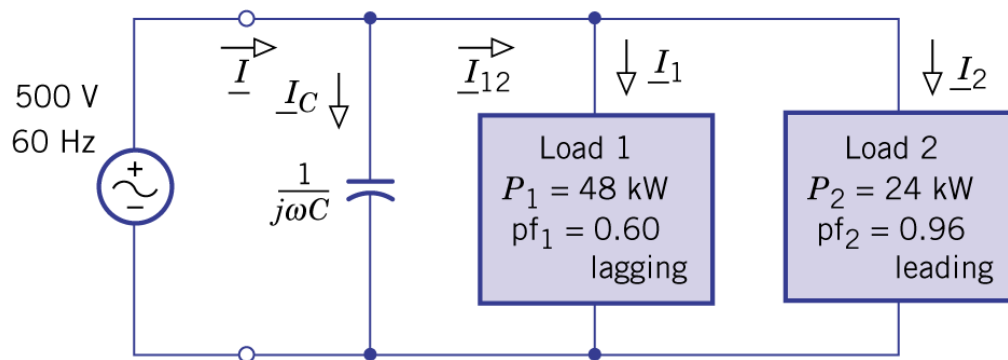 500 V
60 Hz
+
−
I
I_C
1
jωC
I_12
I_1
I_2
Load 1
P_1 = 48 kW
pf_1 = 0.60
lagging
Load 2
P_2 = 24 kW
pf_2 = 0.96
leading